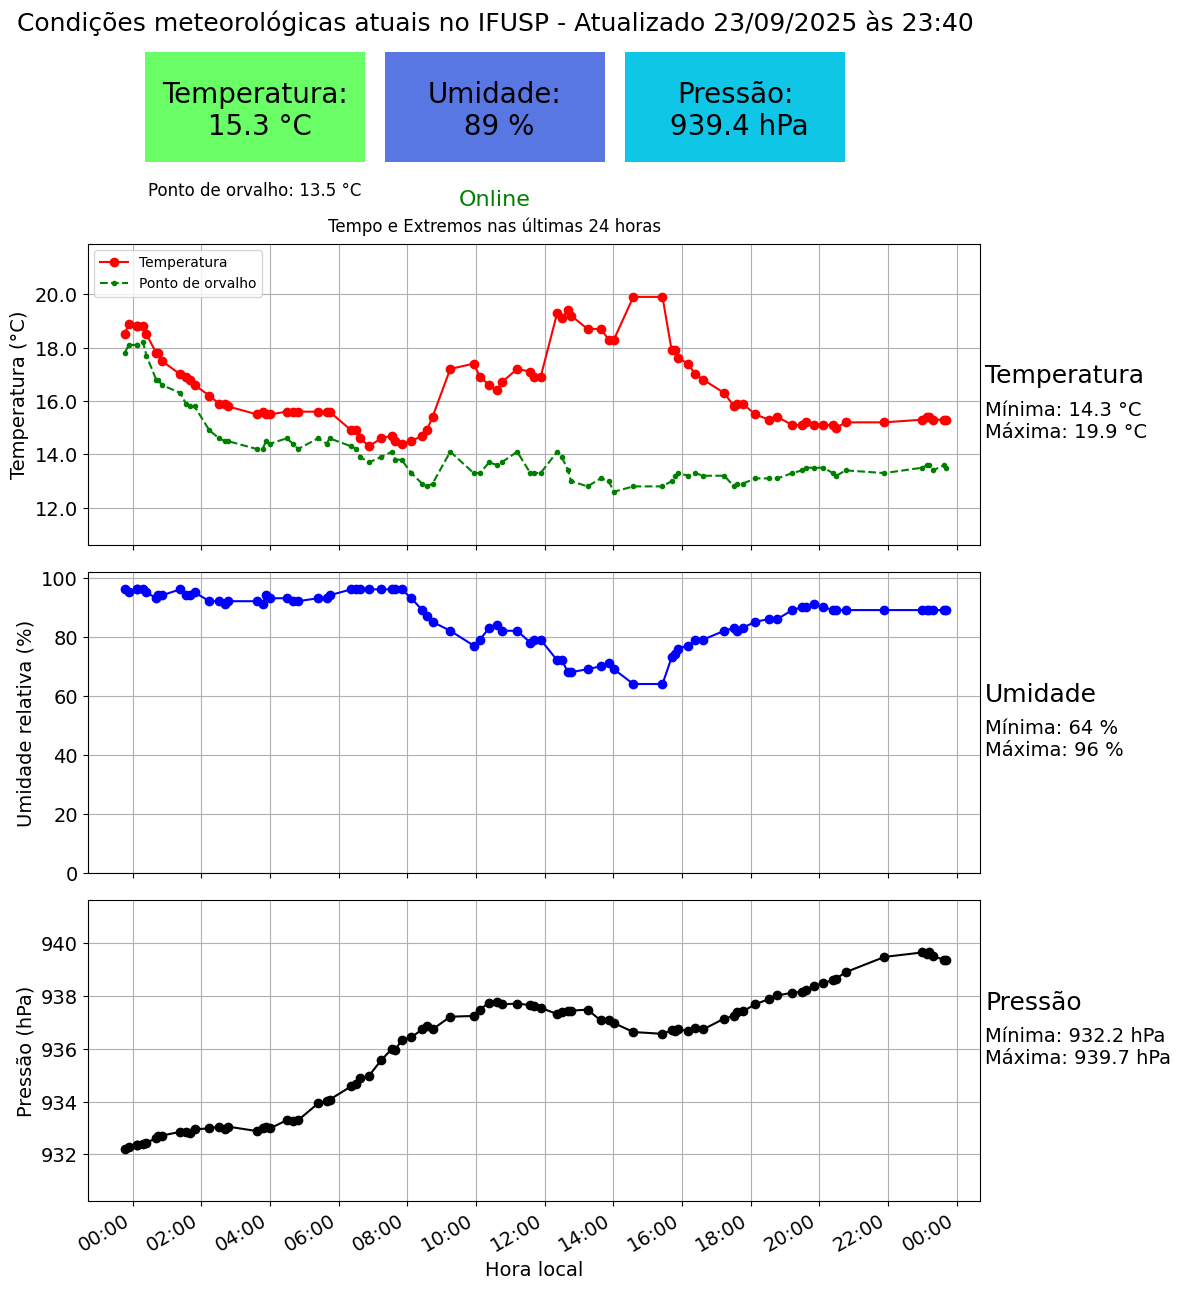 Condições meteorológicas atuais no IFUSP - Atualizado 23/09/2025 às 23:40
Temperatura:
15.3 °C
Umidade:
89 %
Pressão:
939.4 hPa
Ponto de orvalho: 13.5 °C
Online
Tempo e Extremos nas últimas 24 horas
Temperatura
Ponto de orvalho
Temperatura (°C)
20.0
18.0
16.0
14.0
12.0
Temperatura
Mínima: 14.3 °C
Máxima: 19.9 °C
Umidade relativa (%)
100
80
60
40
20
0
Umidade
Mínima: 64 %
Máxima: 96 %
Pressão (hPa)
940
938
936
934
932
Pressão
Mínima: 932.2 hPa
Máxima: 939.7 hPa
00:00 02:00 04:00 06:00 08:00 10:00 12:00 14:00 16:00 18:00 20:00 22:00 00:00
Hora local